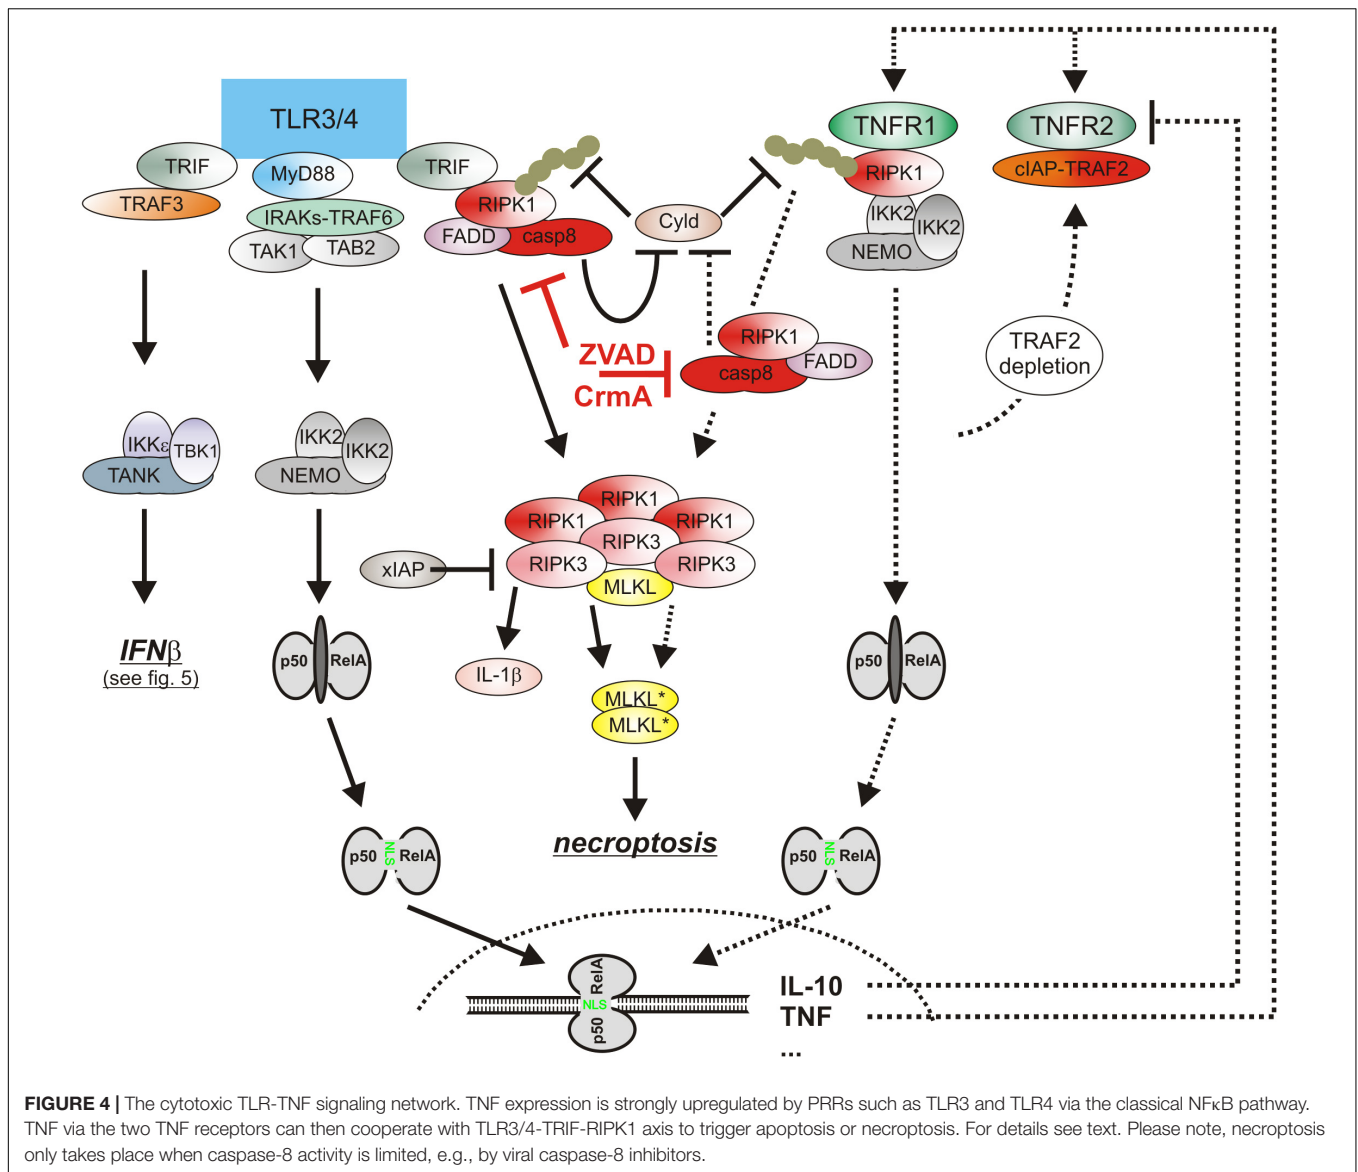 TLR3/4
TRIF
MyD88
TRIF
TRAF3
IRAKs-TRAF6
TAK1
TAB2
RIPK1
FADD
casp8
Cyld
TNFR1
TNFR2
RIPK1
cIAP-TRAF2
IKK2
IKK2
NEMO
ZVAD
CrmA
RIPK1
casp8
FADD
TRAF2
depletion
IKKε
TBK1
TANK
IKK2
IKK2
NEMO
RIPK1
RIPK1
RIPK1
RIPK3
RIPK3
RIPK3
MLKL
xIAP
IFNβ
(see fig. 5)
p50
RelA
IL-1β
MLKL*
MLKL*
p50
RelA
necroptosis
p50
NLS
RelA
p50
NLS
RelA
RelA
NLS
p50
IL-10
TNF
...
FIGURE 4 | The cytotoxic TLR-TNF signaling network. TNF expression is strongly upregulated by PRRs such as TLR3 and TLR4 via the classical NFκB pathway.
TNF via the two TNF receptors can then cooperate with TLR3/4-TRIF-RIPK1 axis to trigger apoptosis or necroptosis. For details see text. Please note, necroptosis
only takes place when caspase-8 activity is limited, e.g., by viral caspase-8 inhibitors.